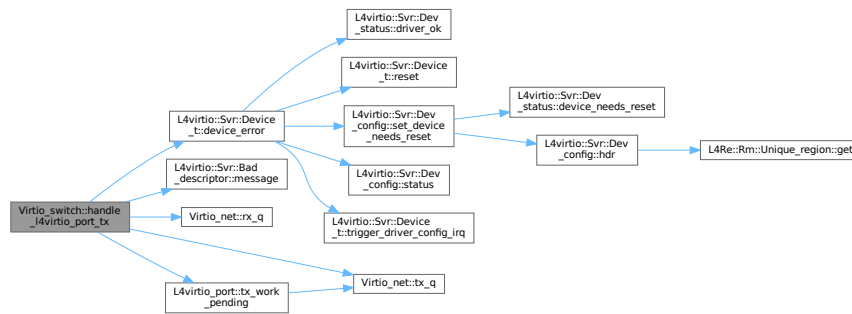 L4virtio::Svr::Dev
_status::driver_ok
L4virtio::Svr::Device
_t::reset
L4virtio::Svr::Dev
_status::device_needs_reset
L4virtio::Svr::Device
_t::device_error
L4virtio::Svr::Dev
_config::set_device
_needs_reset
L4virtio::Svr::Dev
_config::hdr
L4Re::Rm::Unique_region::get
L4virtio::Svr::Bad
_descriptor::message
L4virtio::Svr::Dev
_config::status
Virtio_switch::handle
_l4virtio_port_tx
Virtio_net::rx_q
L4virtio::Svr::Device
_t::trigger_driver_config_irq
Virtio_net::tx_q
L4virtio_port::tx_work
_pending